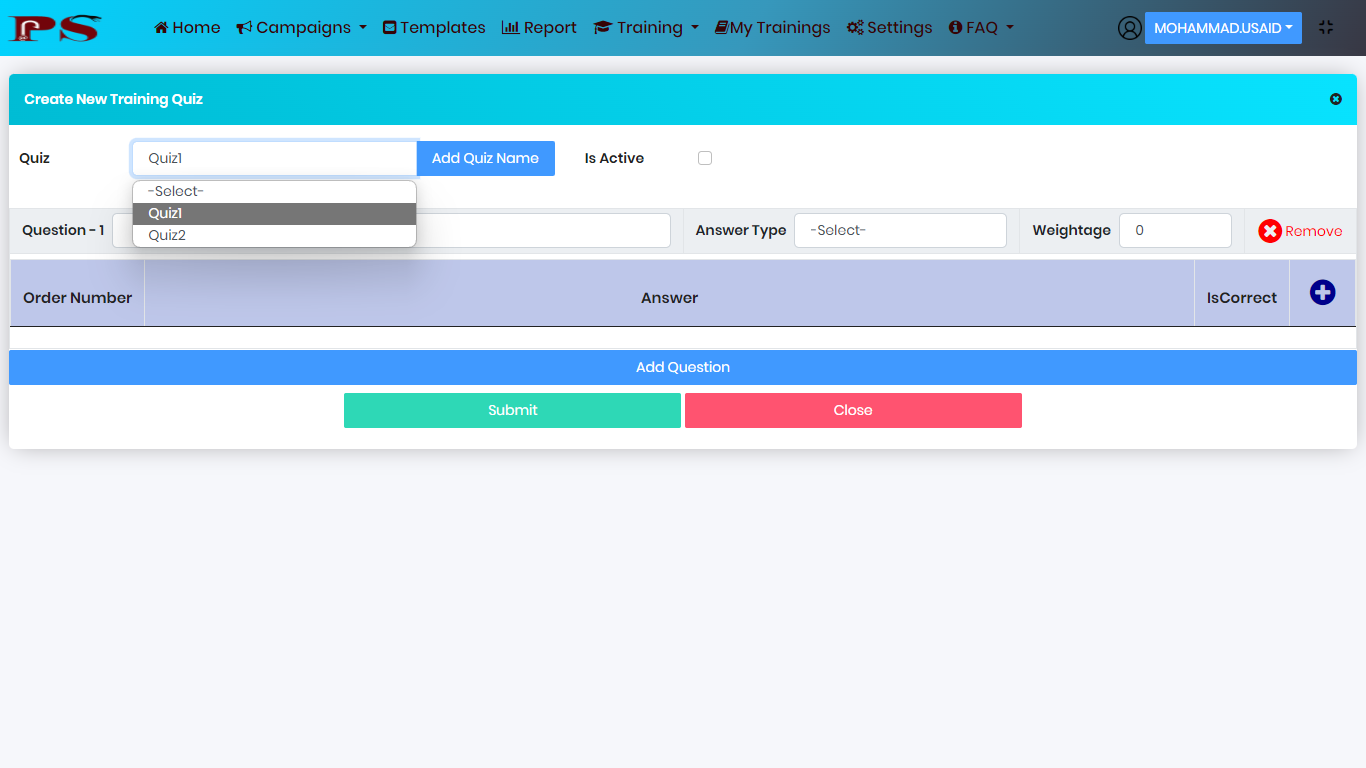 PS Home Campaigns Templates Report Training My Trainings Settings FAQ MOHAMMAD.USAID
Create New Training Quiz
Quiz Quiz1 Add Quiz Name Is Active
-Select-
Quiz1
Quiz2
Question - 1 Answer Type -Select- Weightage 0 Remove
Order Number Answer IsCorrect
Add Question
Submit Close